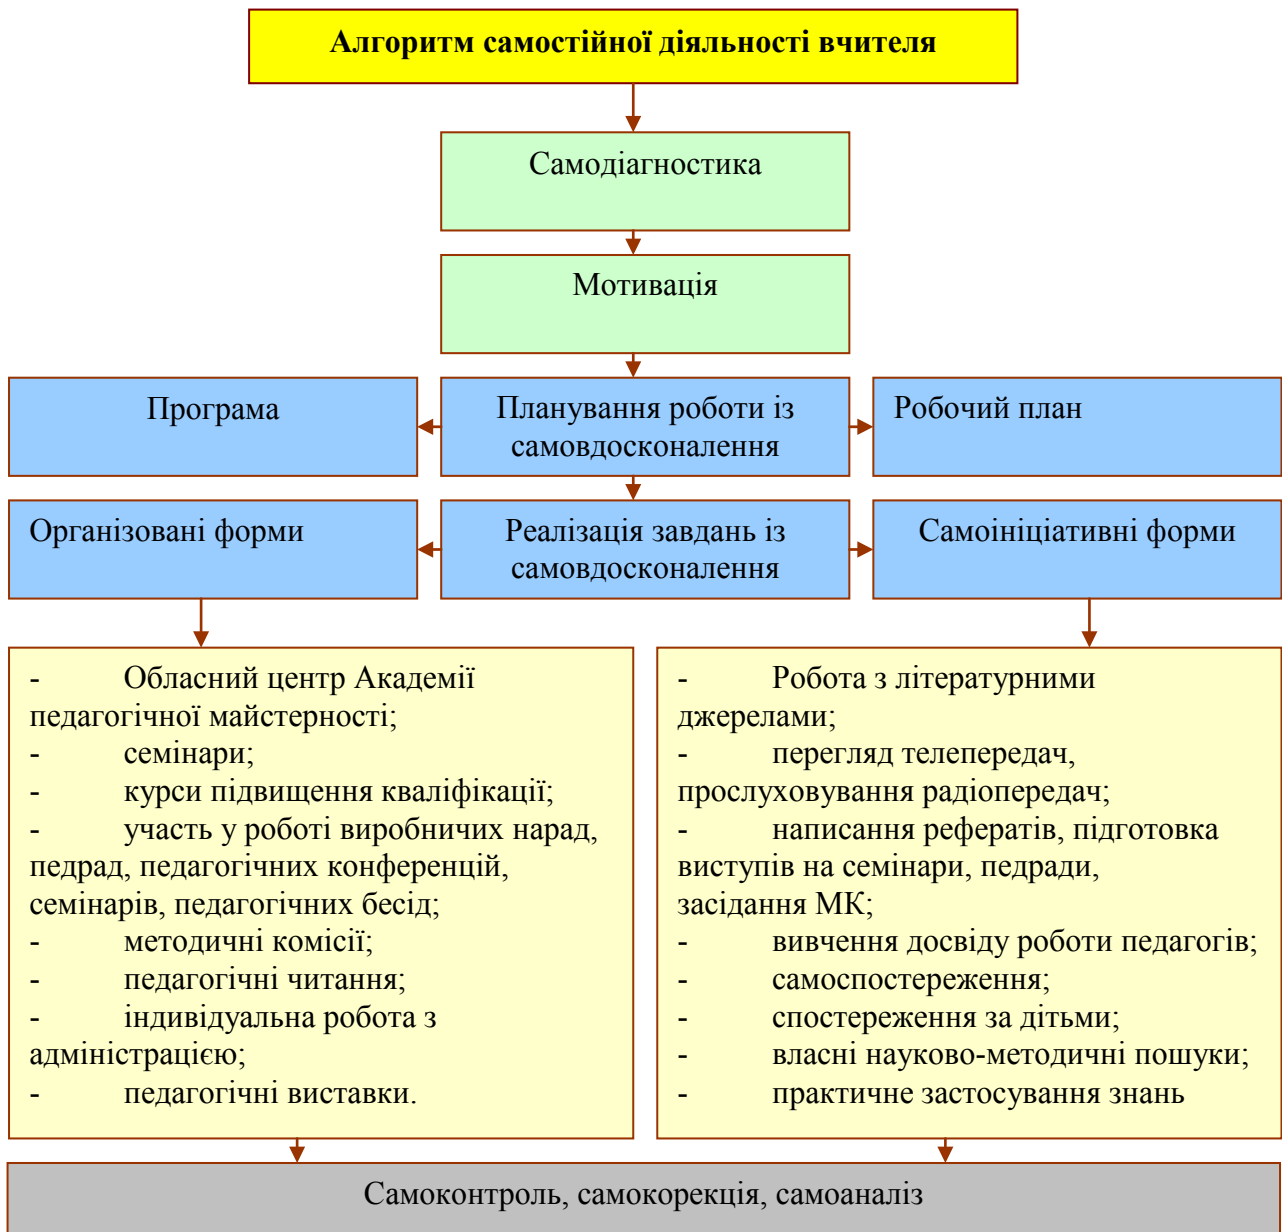 Алгоритм самостійної діяльності вчителя
Самодіагностика
Мотивація
Програма
Планування роботи із
самовдосконалення
Робочий план
Організовані форми
Реалізація завдань із
самовдосконалення
Самоініціативні форми
- Обласний центр Академії
педагогічної майстерності;
- семінари;
- курси підвищення кваліфікації;
- участь у роботі виробничих нарад,
педрад, педагогічних конференцій,
семінарів, педагогічних бесід;
- методичні комісії;
- педагогічні читання;
- індивідуальна робота з
адміністрацією;
- педагогічні виставки.
- Робота з літературними
джерелами;
- перегляд телепередач,
прослуховування радіопередач;
- написання рефератів, підготовка
виступів на семінари, педради,
засідання МК;
- вивчення досвіду роботи педагогів;
- самоспостереження;
- спостереження за дітьми;
- власні науково-методичні пошуки;
- практичне застосування знань
Самоконтроль, самокорекція, самоаналіз